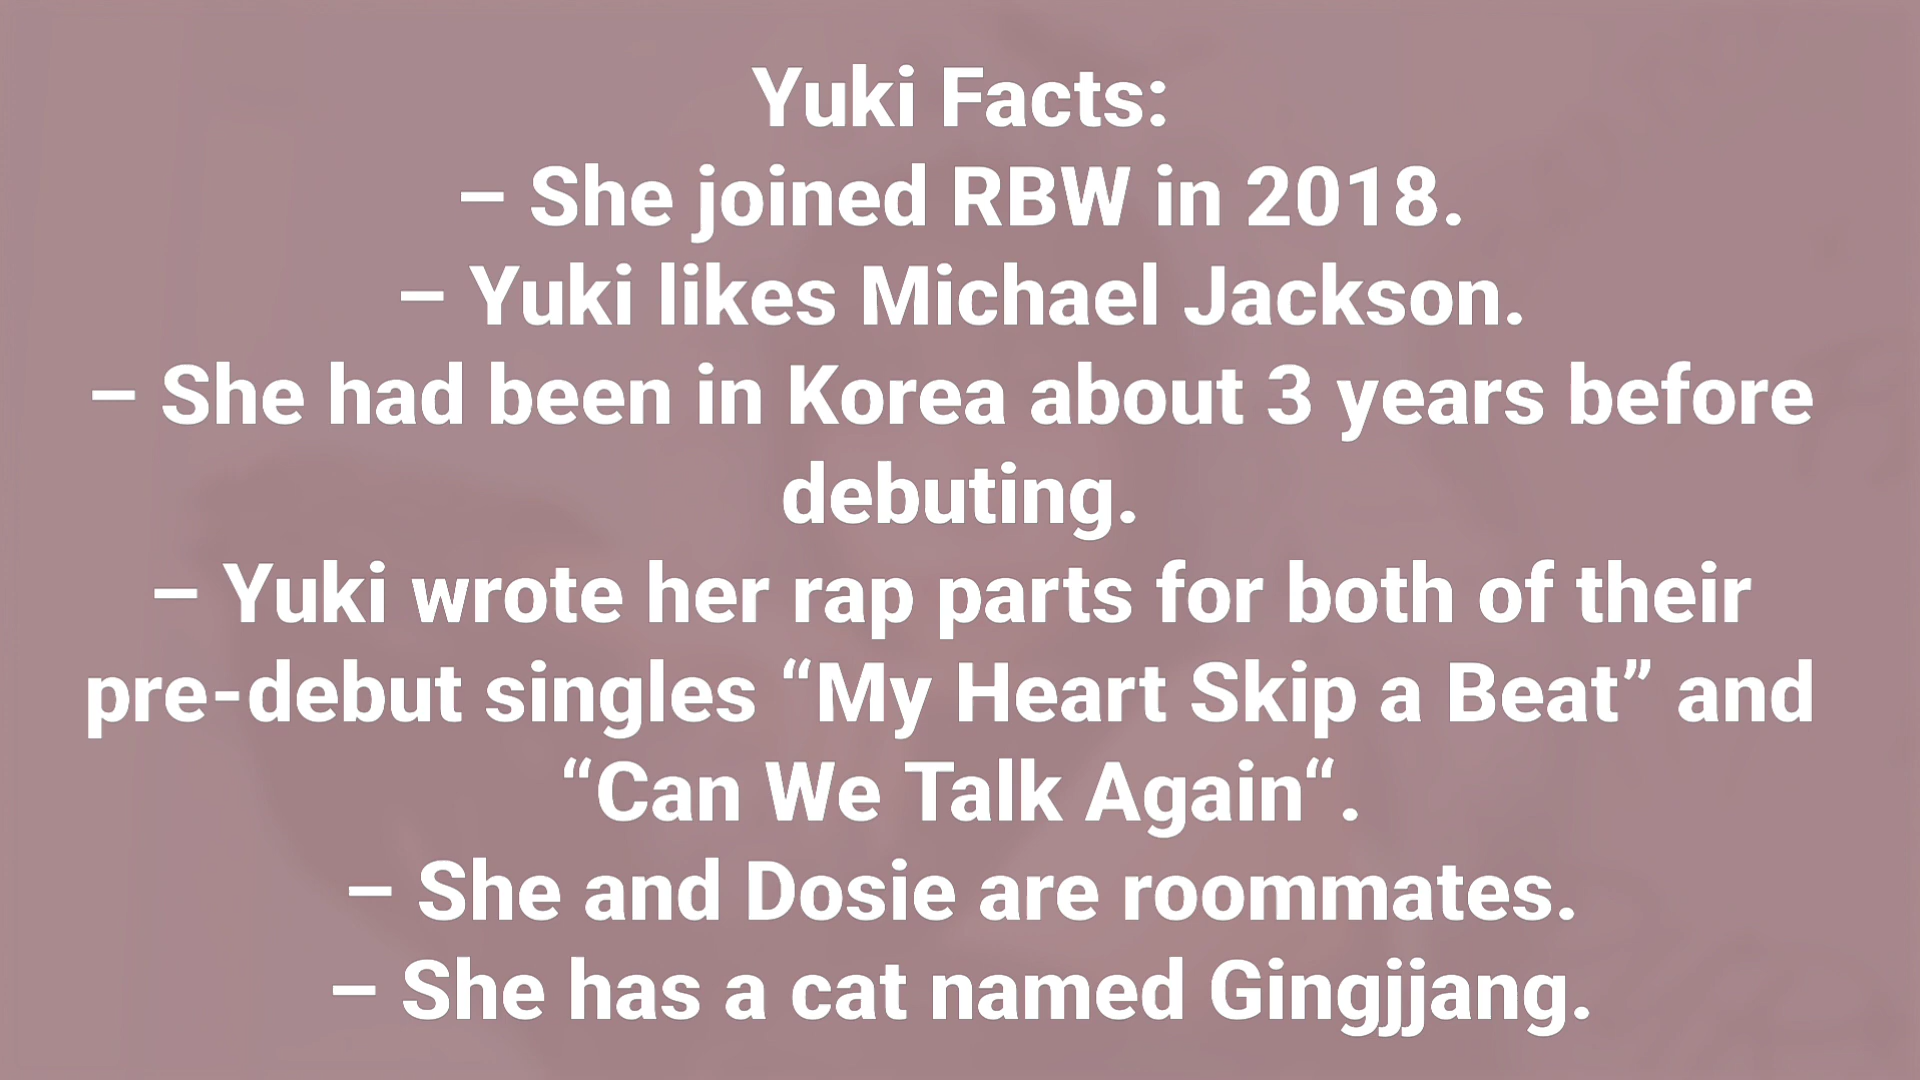 Yuki Facts:
– She joined RBW in 2018.
– Yuki likes Michael Jackson.
– She had been in Korea about 3 years before
debuting.
– Yuki wrote her rap parts for both of their
pre-debut singles “My Heart Skip a Beat” and
“Can We Talk Again“.
– She and Dosie are roommates.
– She has a cat named Gingjjang.